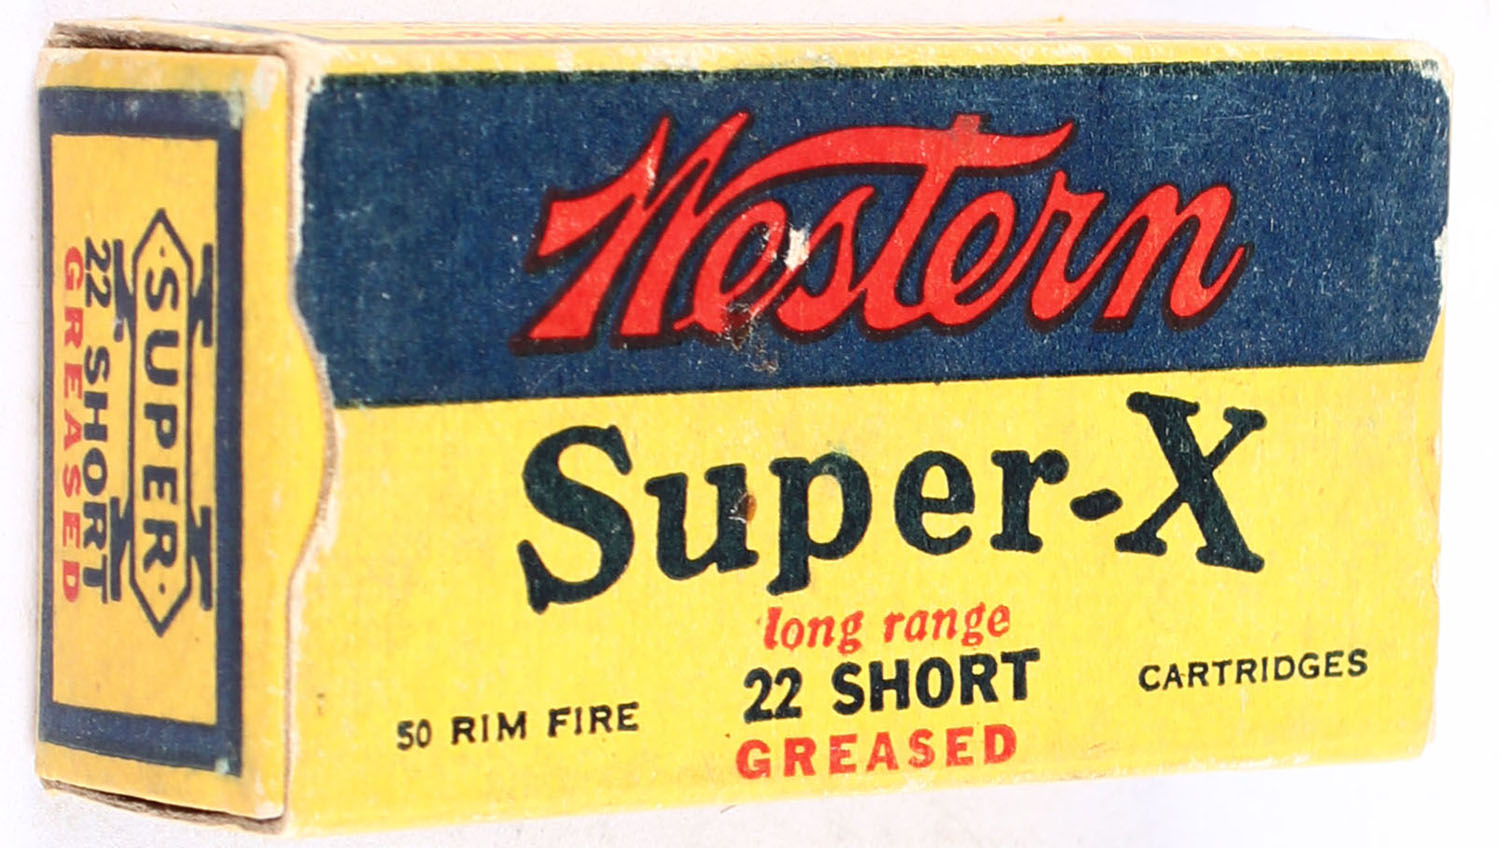 Western
Super-X
long range
22 SHORT
GREASED
50 RIM FIRE
CARTRIDGES
X
·SUPER·
22 SHORT
GREASED